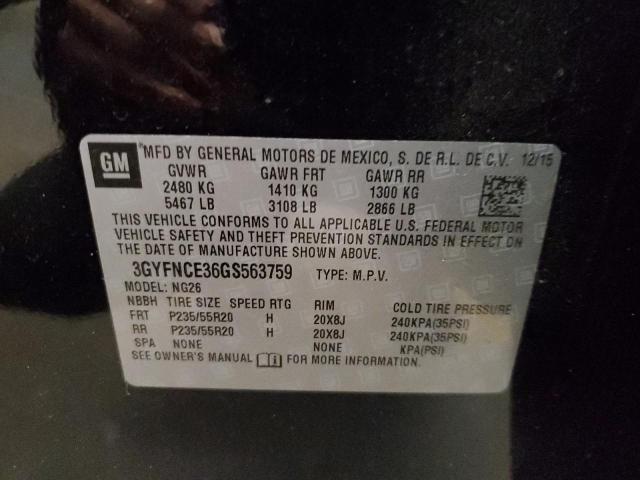 GM MFD BY GENERAL MOTORS DE MEXICO, S. DE R.L. DE C.V. 12/15
GVWR GAWR FRT GAWR RR
2480 KG 1410 KG 1300 KG
5467 LB 3108 LB 2866 LB
THIS VEHICLE CONFORMS TO ALL APPLICABLE U.S. FEDERAL MOTOR
VEHICLE SAFETY AND THEFT PREVENTION STANDARDS IN EFFECT ON
THE DATE OF MANUFACTURE SHOWN ABOVE.
3GYFNCE36GS563759 TYPE: M.P.V.
MODEL: NG26
NBBH TIRE SIZE SPEED RTG RIM COLD TIRE PRESSURE
FRT P235/55R20 H 20X8J 240KPA(35PSI)
RR P235/55R20 H 20X8J 240KPA(35PSI)
SPA NONE NONE KPA(PSI)
SEE OWNER'S MANUAL FOR MORE INFORMATION.